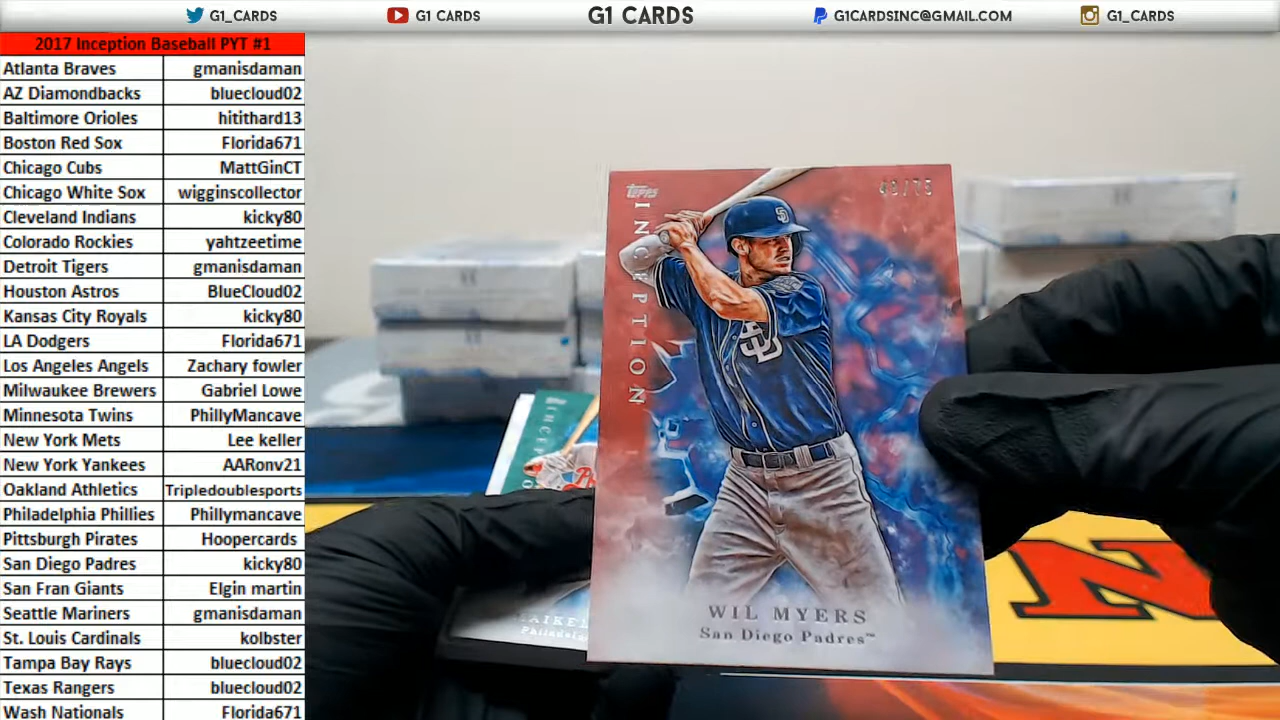 G1_CARDS
G1 CARDS
G1 CARDS
G1CARDSINC@GMAIL.COM
G1_CARDS
2017 Inception Baseball PYT #1
Atlanta Braves gmanisdaman
AZ Diamondbacks bluecloud02
Baltimore Orioles hitithard13
Boston Red Sox Florida671
Chicago Cubs MattGinCT
Chicago White Sox wigginscollector
Cleveland Indians kicky80
Colorado Rockies yahtzeetime
Detroit Tigers gmanisdaman
Houston Astros BlueCloud02
Kansas City Royals kicky80
LA Dodgers Florida671
Los Angeles Angels Zachary fowler
Milwaukee Brewers Gabriel Lowe
Minnesota Twins PhillyMancave
New York Mets Lee keller
New York Yankees AARonv21
Oakland Athletics Tripledoublesports
Philadelphia Phillies Phillymancave
Pittsburgh Pirates Hoopercards
San Diego Padres kicky80
San Fran Giants Elgin martin
Seattle Mariners gmanisdaman
St. Louis Cardinals kolbster
Tampa Bay Rays bluecloud02
Texas Rangers bluecloud02
Wash Nationals Florida671
Topps
INCEPTION
SD
SD
WIL MYERS
San Diego Padres™